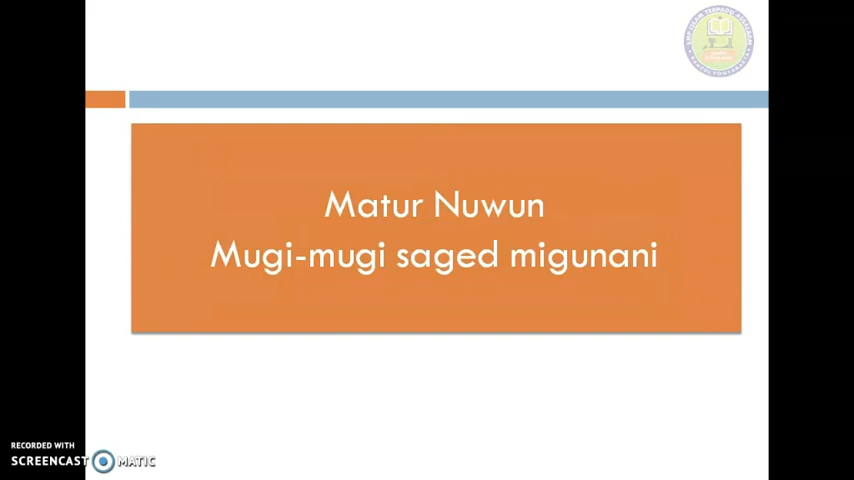 Matur Nuwun
Mugi-mugi saged migunani
RECORDED WITH
SCREENCAST MATIC